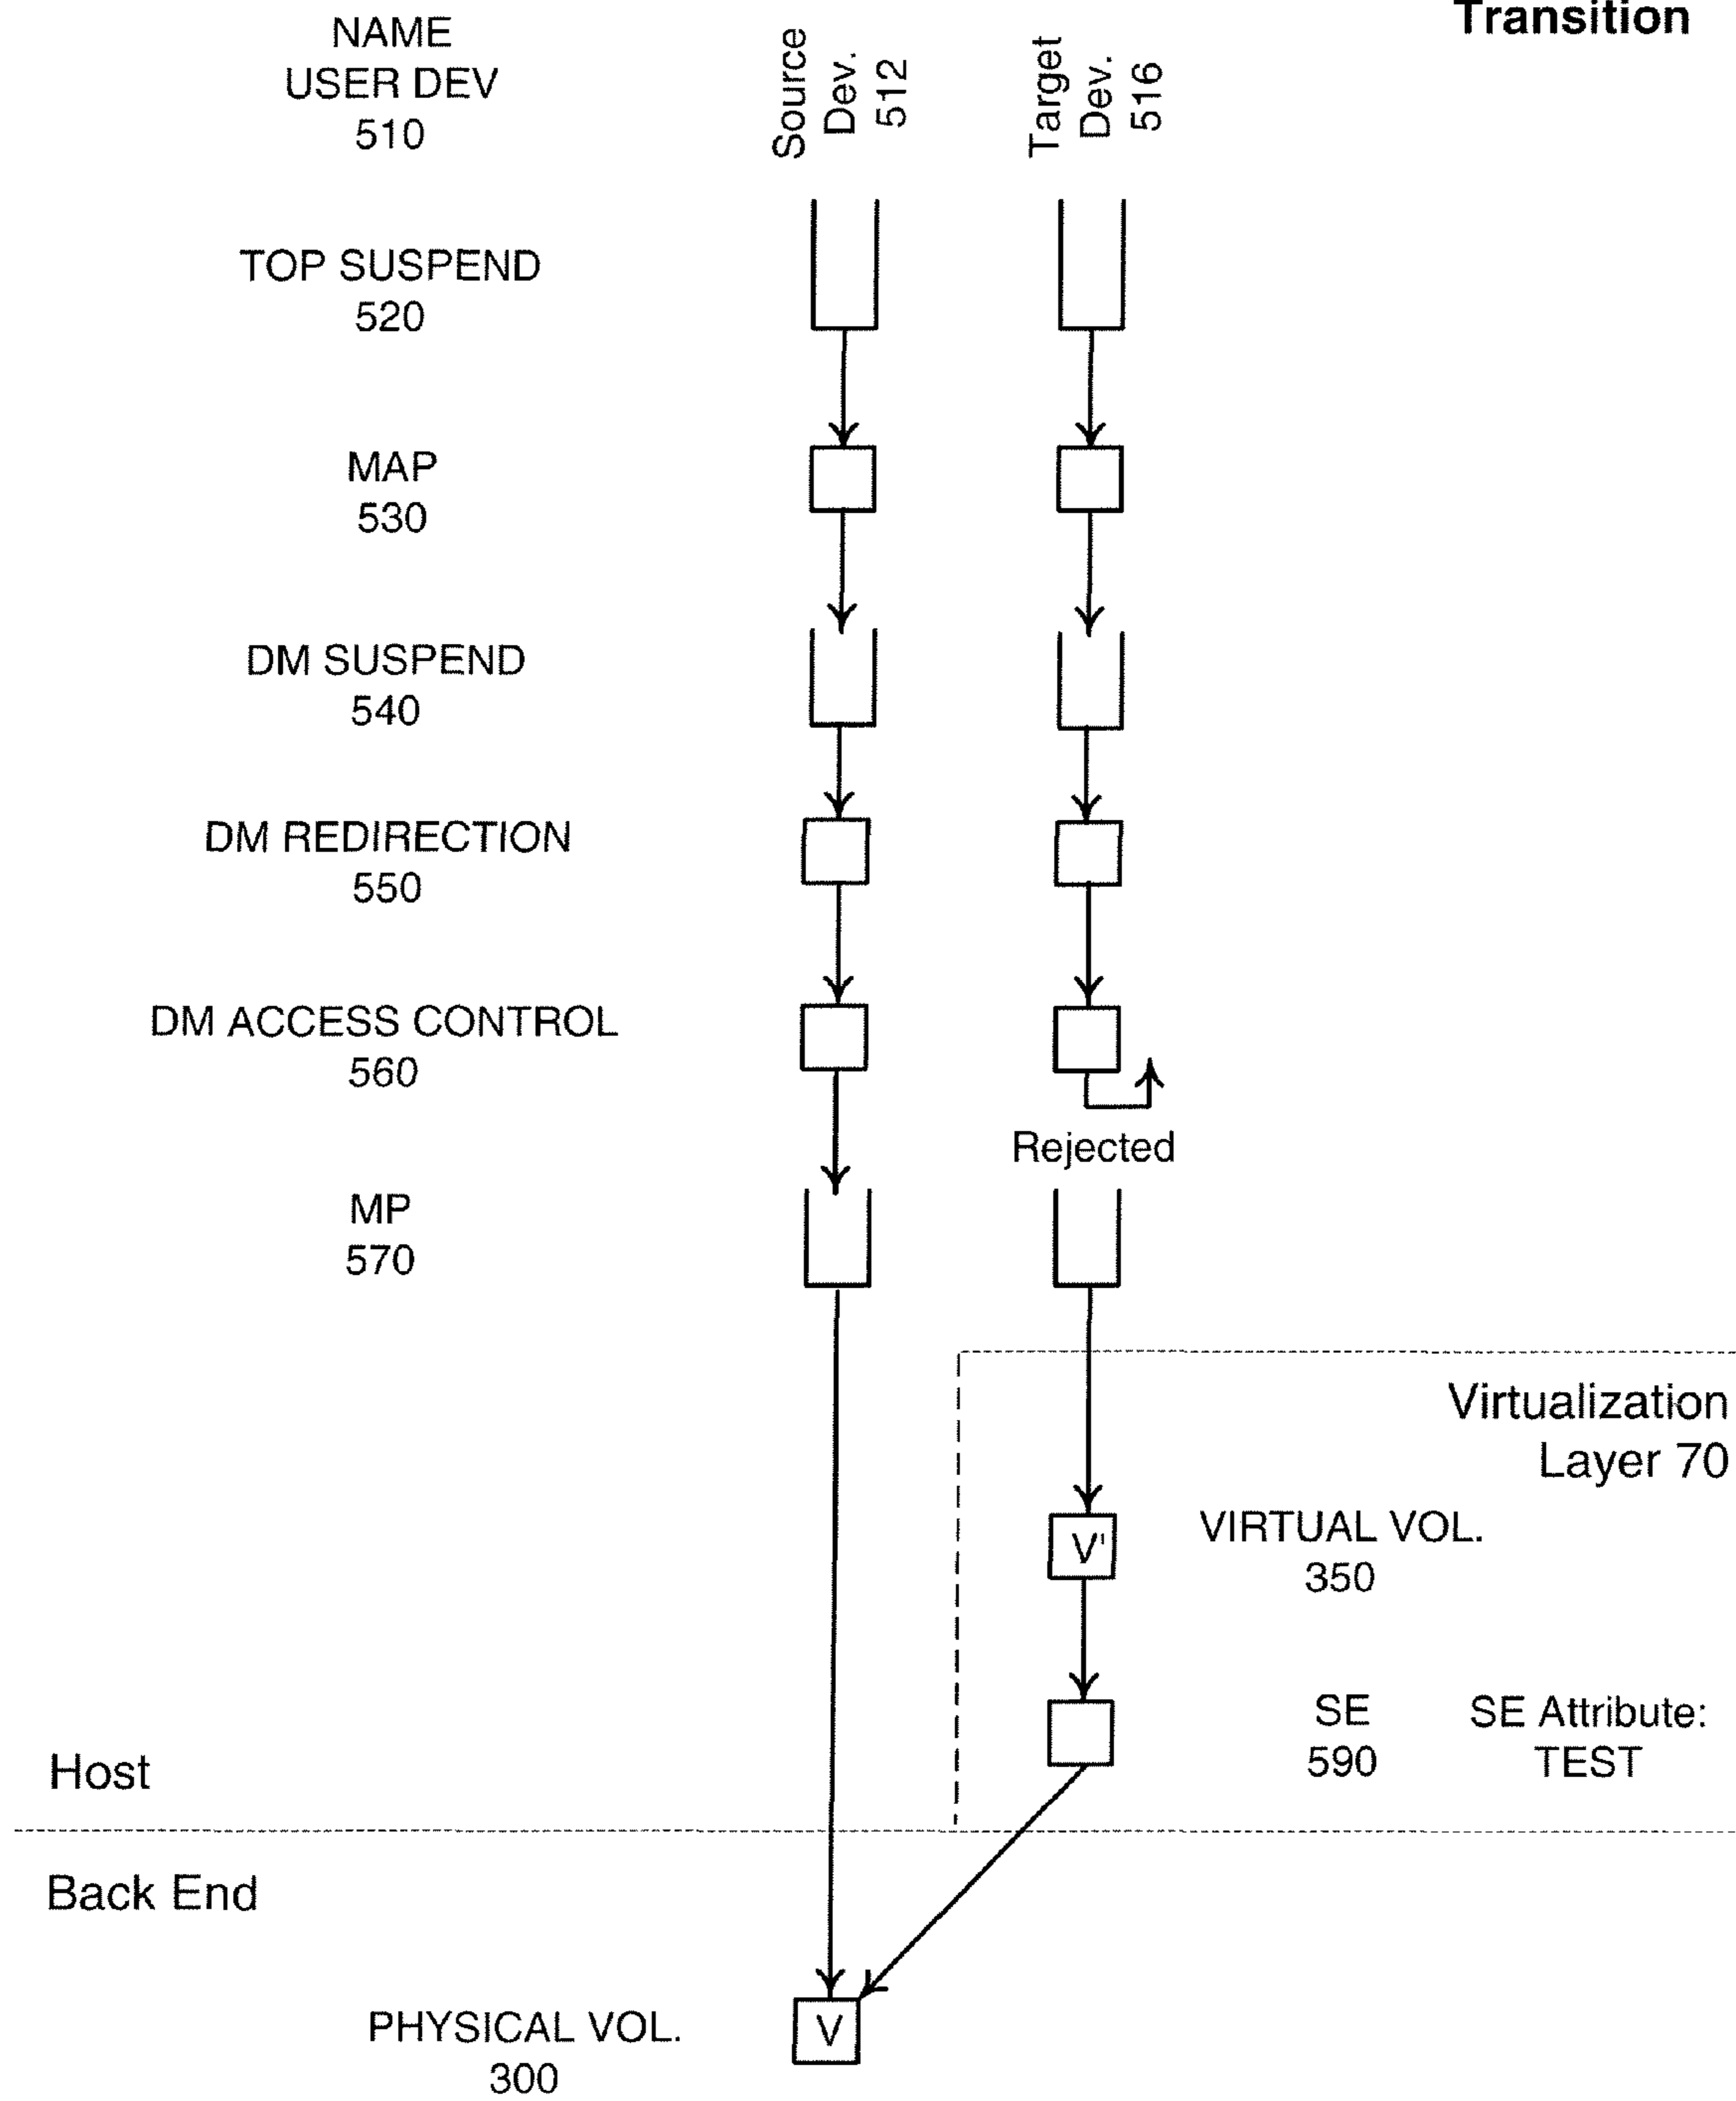 Transition
NAME
USER DEV
510
Source
Dev.
512
Target
Dev.
516
TOP SUSPEND
520
MAP
530
DM SUSPEND
540
DM REDIRECTION
550
DM ACCESS CONTROL
560
Rejected
MP
570
Virtualization
Layer 70
V'
VIRTUAL VOL.
350
SE
590
SE Attribute:
TEST
Host
Back End
V
PHYSICAL VOL.
300